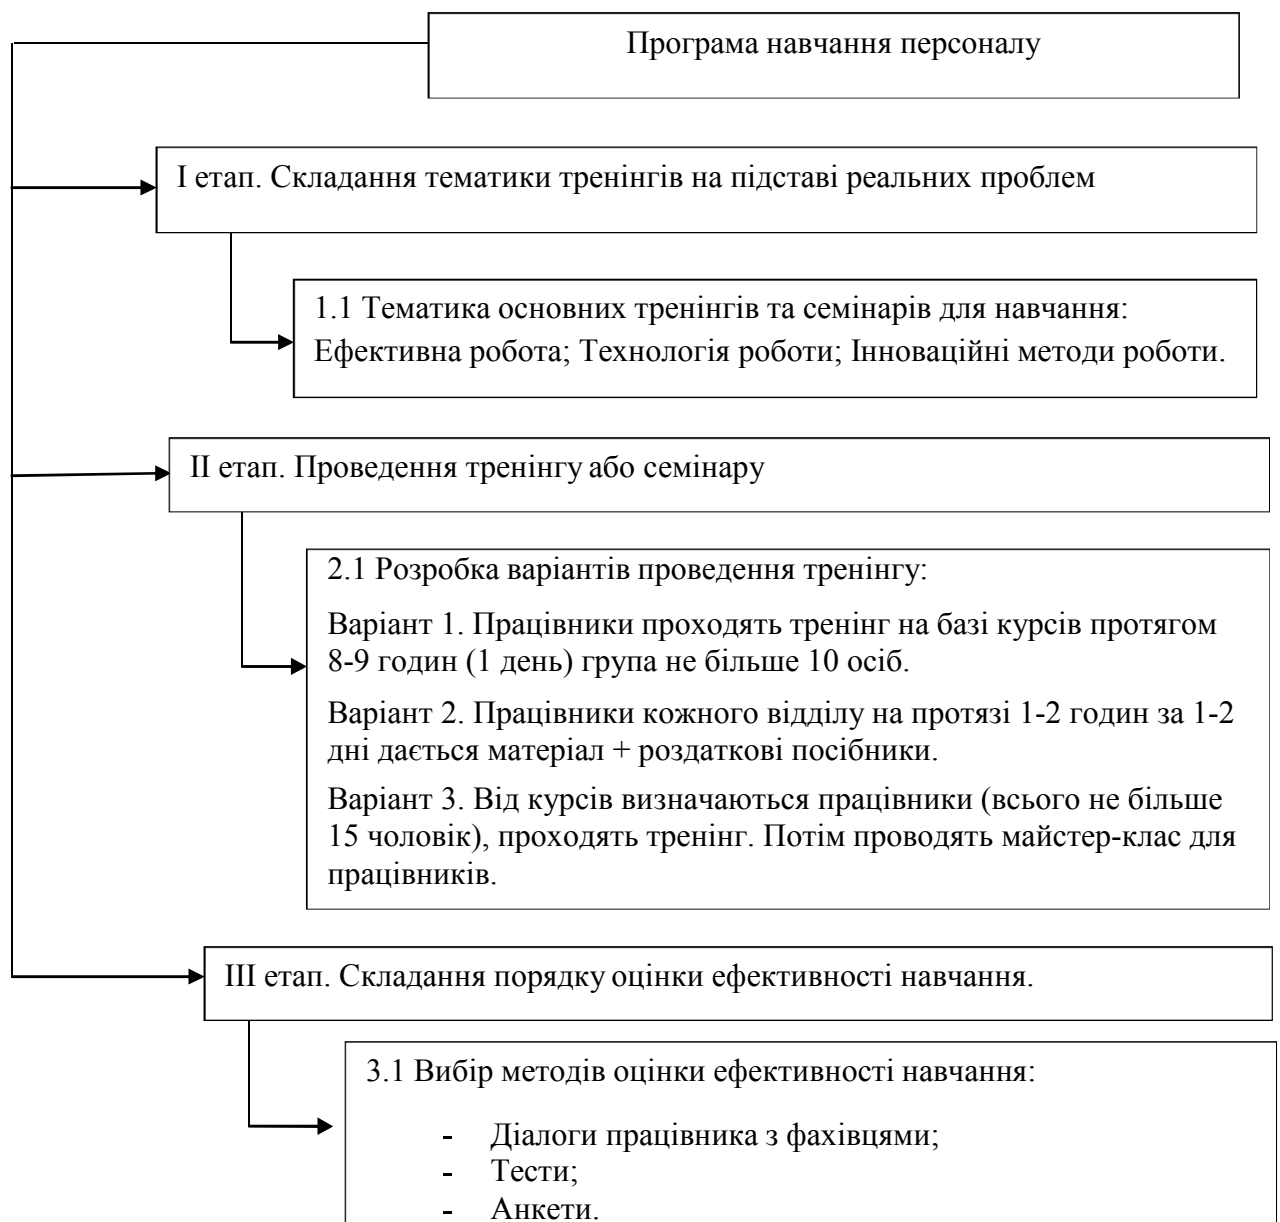 Програма навчання персоналу
І етап. Складання тематики тренінгів на підставі реальних проблем
1.1 Тематика основних тренінгів та семінарів для навчання:
Ефективна робота; Технологія роботи; Інноваційні методи роботи.
ІІ етап. Проведення тренінгу або семінару
2.1 Розробка варіантів проведення тренінгу:
Варіант 1. Працівники проходять тренінг на базі курсів протягом
8-9 годин (1 день) група не більше 10 осіб.
Варіант 2. Працівники кожного відділу на протязі 1-2 годин за 1-2
дні дається матеріал + роздаткові посібники.
Варіант 3. Від курсів визначаються працівники (всього не більше
15 чоловік), проходять тренінг. Потім проводять майстер-клас для
працівників.
ІІІ етап. Складання порядку оцінки ефективності навчання.
3.1 Вибір методів оцінки ефективності навчання:
- Діалоги працівника з фахівцями;
- Тести;
- Анкети.